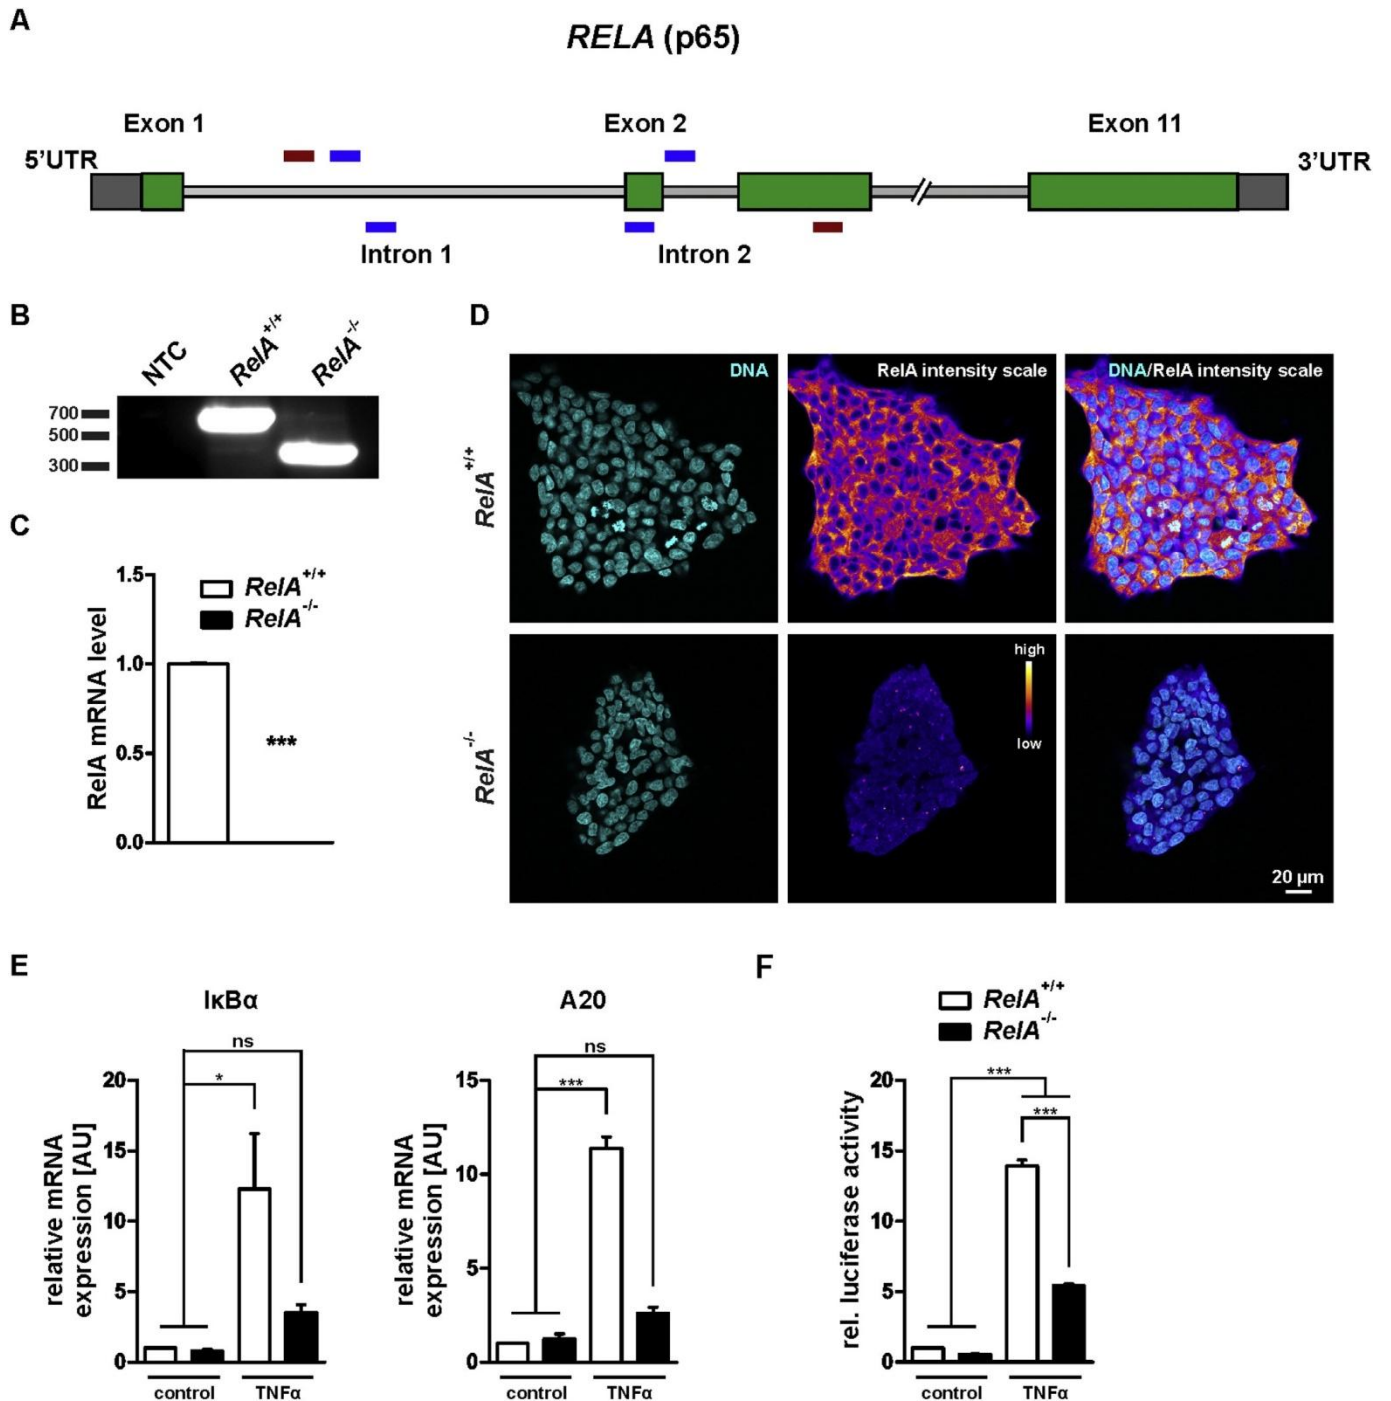 A
RELA (p65)
Exon 1 Exon 2 Exon 11
5'UTR 3'UTR
Intron 1 Intron 2
B
NTC RelA+/+ RelA-/-
700
500
300
C
1.5
1.0
0.5
0.0
RelA mRNA level
RelA+/+
RelA-/-
***
D
DNA RelA intensity scale DNA/RelA intensity scale
RelA+/+
RelA-/-
high
low
20 µm
E
IκBα
relative mRNA
expression [AU]
20
15
10
5
0
ns
*
control TNFα
A20
relative mRNA
expression [AU]
15
10
5
0
ns
***
control TNFα
F
RelA+/+
RelA-/-
rel. luciferase activity
20
15
10
5
0
***
***
control TNFα